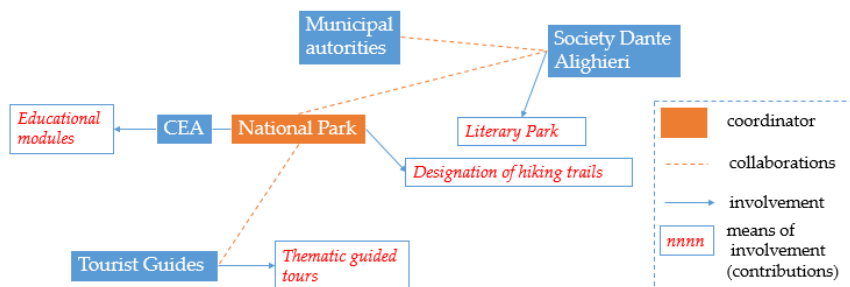 Municipal
autorities
Society Dante
Alighieri
Educational
modules
CEA
National Park
Literary Park
Designation of hiking trails
Tourist Guides
Thematic guided
tours
coordinator
collaborations
involvement
nnnn
means of
involvement
(contributions)